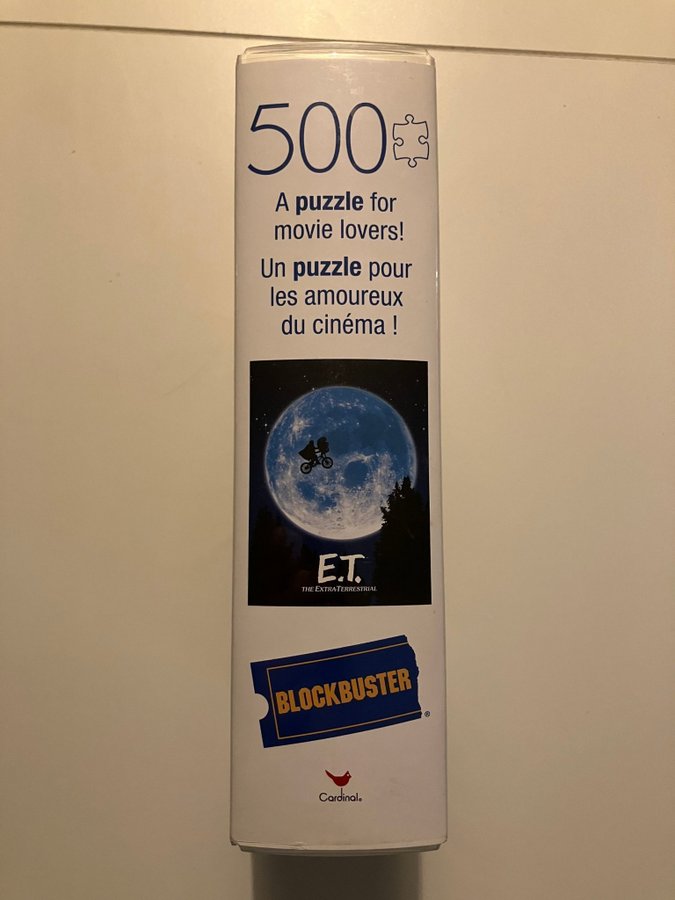 500
A puzzle for
movie lovers!
Un puzzle pour
les amoureux
du cinéma !
E.T.
THE EXTRA-TERRESTRIAL
BLOCKBUSTER®
Cardinal®